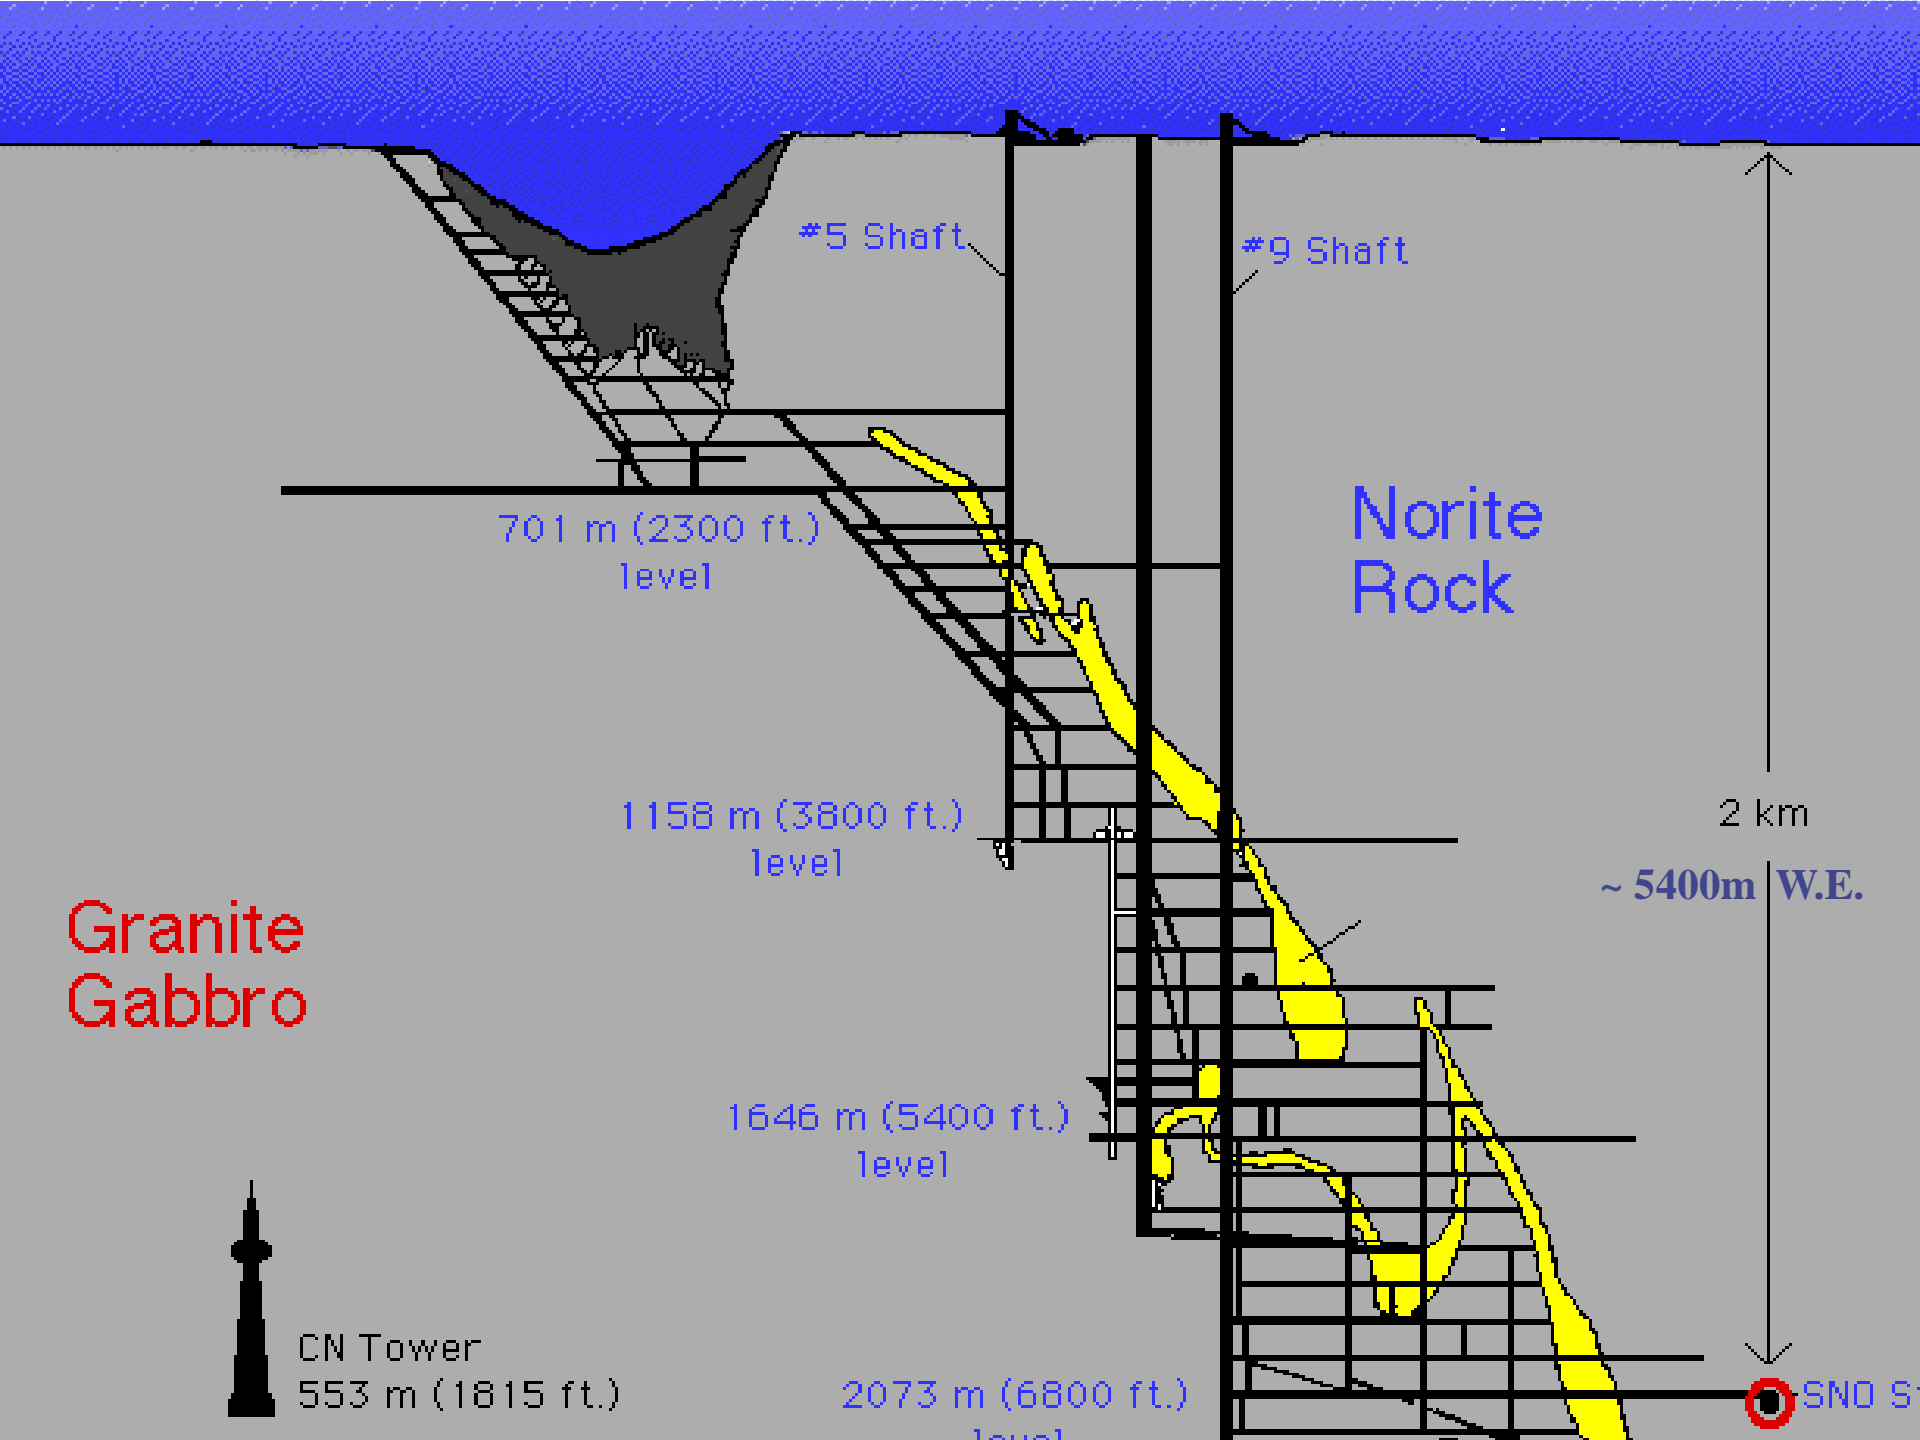 #5 Shaft
#9 Shaft
701 m (2300 ft.)
level
Norite
Rock
1158 m (3800 ft.)
level
2 km
~ 5400m W.E.
Granite
Gabbro
1646 m (5400 ft.)
level
CN Tower
553 m (1815 ft.)
2073 m (6800 ft.)
level
SNO